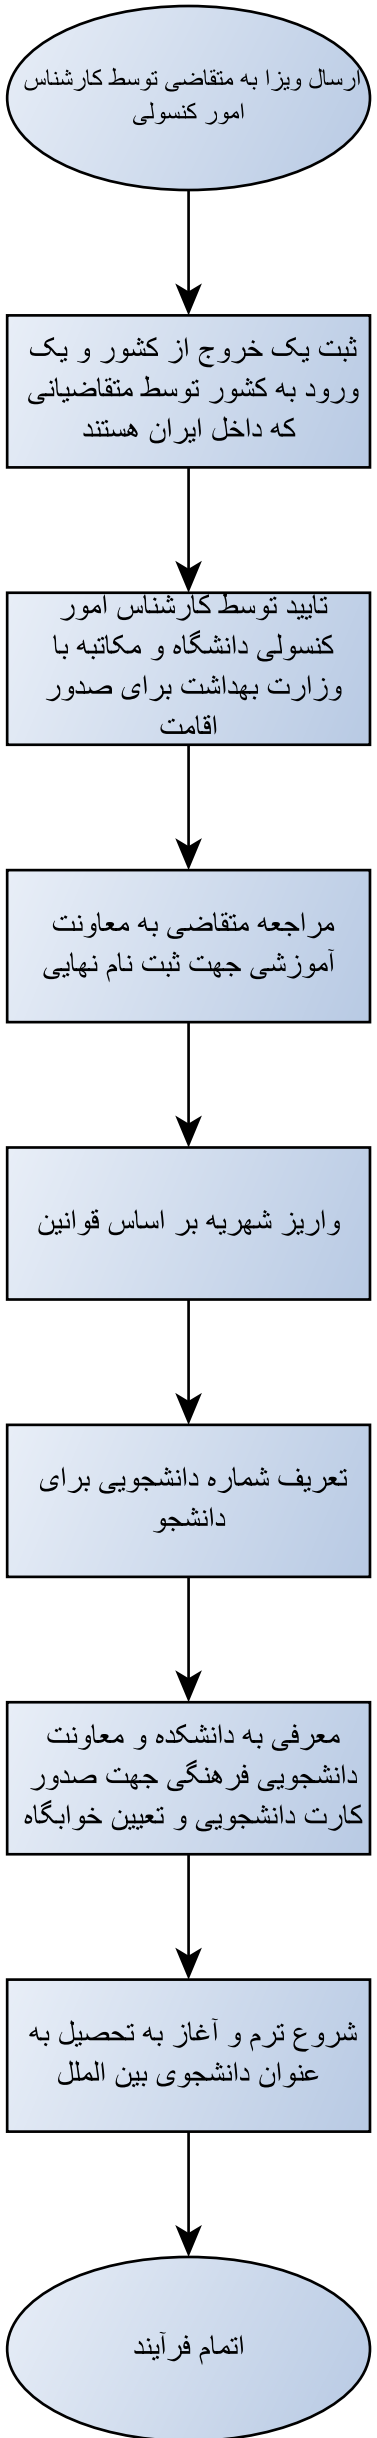 ارسال ویزا به متقاضی توسط کارشناس
امور کنسولی
ثبت یک خروج از کشور و یک
ورود به کشور توسط متقاضیانی
که داخل ایران هستند
تایید توسط کارشناس امور
کنسولی دانشگاه و مکاتبه با
وزارت بهداشت برای صدور
اقامت
مراجعه متقاضی به معاونت
آموزشی جهت ثبت نام نهایی
واریز شهریه بر اساس قوانین
تعریف شماره دانشجویی برای
دانشجو
معرفی به دانشکده و معاونت
دانشجویی فرهنگی جهت صدور
کارت دانشجویی و تعیین خوابگاه
شروع ترم و آغاز به تحصیل به
عنوان دانشجوی بین الملل
اتمام فرآیند